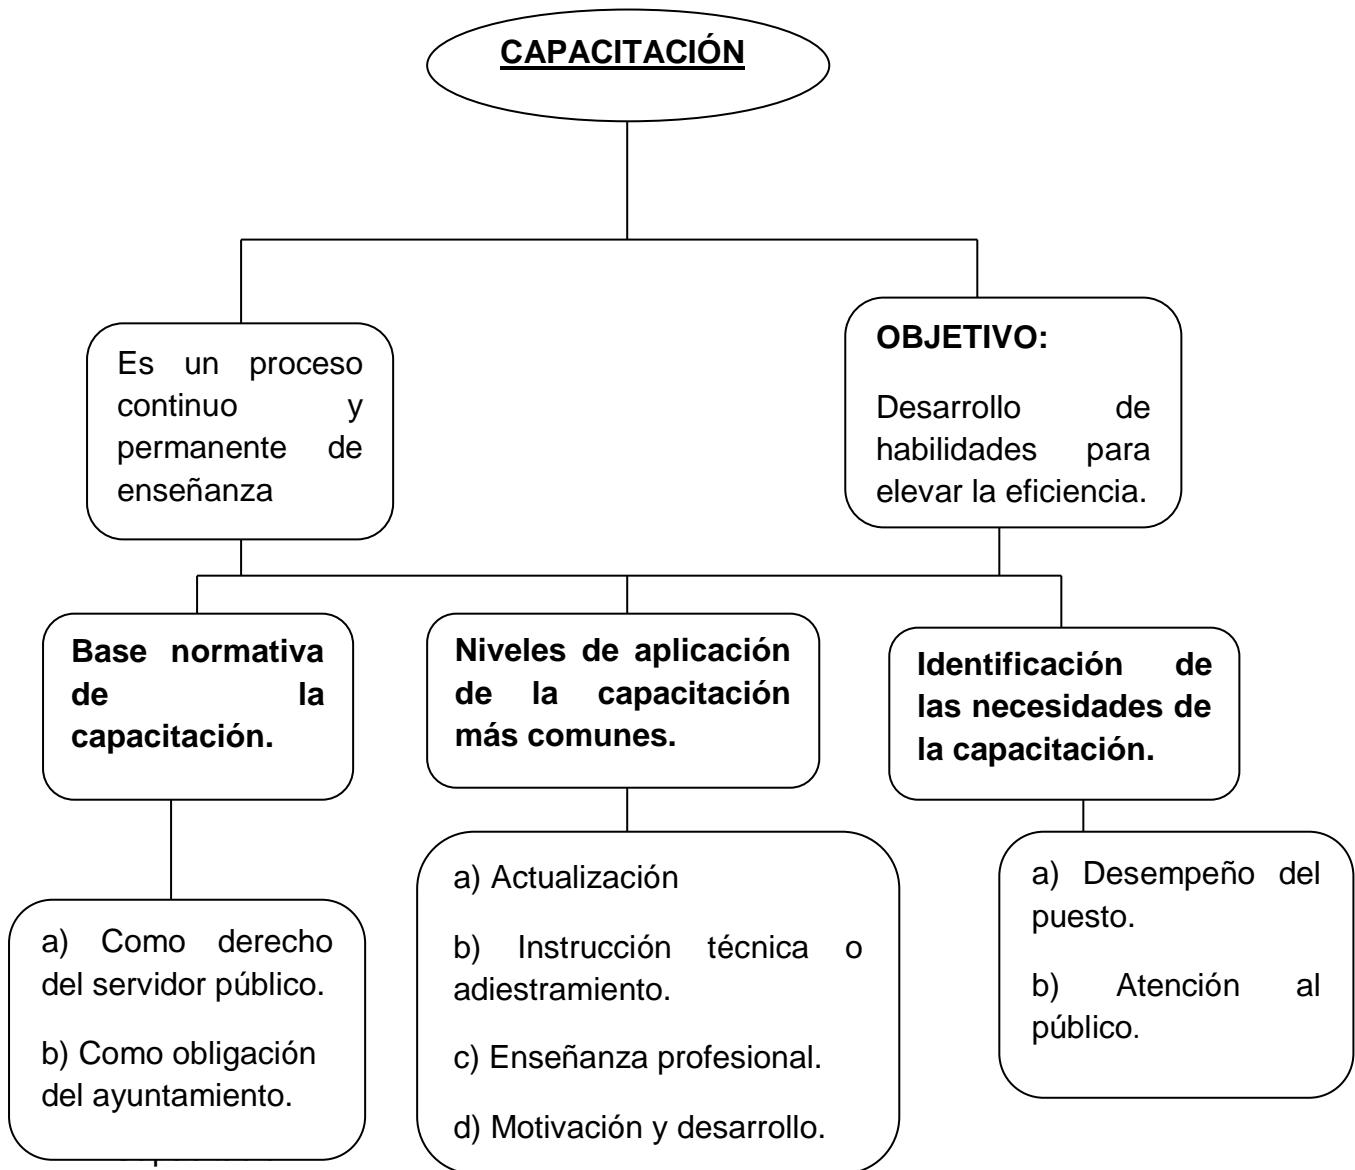 CAPACITACIÓN
Es un proceso
continuo y
permanente de
enseñanza
OBJETIVO:
Desarrollo de
habilidades para
elevar la eficiencia.
Base normativa
de la
capacitación.
Niveles de aplicación
de la capacitación
más comunes.
Identificación de
las necesidades de
la capacitación.
a) Como derecho
del servidor público.
b) Como obligación
del ayuntamiento.
a) Actualización
b) Instrucción técnica o
adiestramiento.
c) Enseñanza profesional.
d) Motivación y desarrollo.
a) Desempeño del
puesto.
b) Atención al
público.